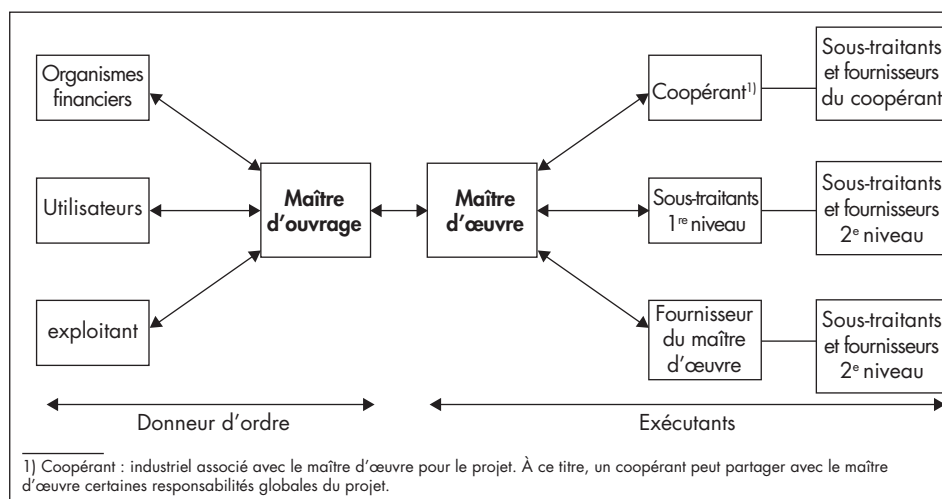 Organismes
financiers
Utilisateurs
exploitant
Maître
d'ouvrage
Maître
d'œuvre
Coopérant¹⁾
Sous-traitants
1re niveau
Fournisseur
du maître
d'œuvre
Sous-traitants
et fournisseurs
du coopérant
Sous-traitants
et fournisseurs
2e niveau
Sous-traitants
et fournisseurs
2e niveau
Donneur d'ordre
Exécutants
1) Coopérant : industriel associé avec le maître d'œuvre pour le projet. À ce titre, un coopérant peut partager avec le maître
d'œuvre certaines responsabilités globales du projet.